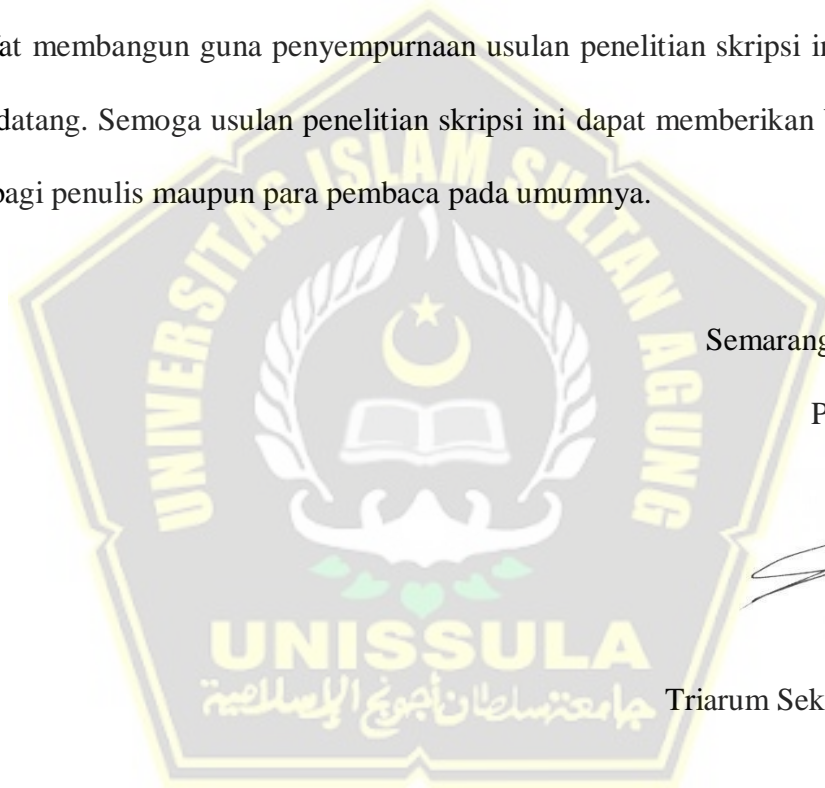 at membangun guna penyempurnaan usulan penelitian skripsi in
datang. Semoga usulan penelitian skripsi ini dapat memberikan
bagi penulis maupun para pembaca pada umumnya.
UNIVERSITAS ISLAM SULTAN AGUNG
Semarang
P
UNISSULA
جامعة سلطان أجونج الإسلامية
Triarum Sek